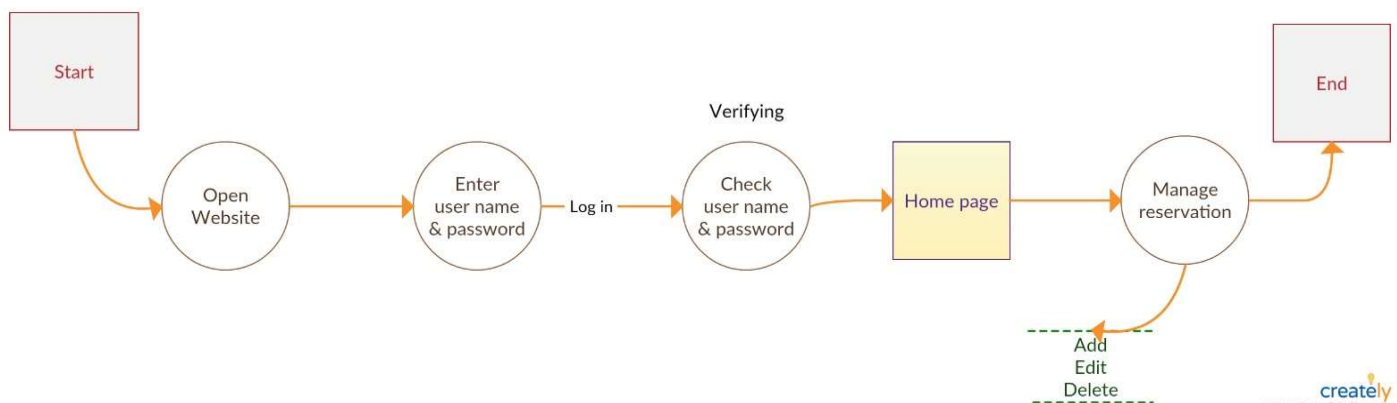 Start
End
Verifying
Open
Website
Enter
user name
& password
Log in
Check
user name
& password
Home page
Manage
reservation
Add
Edit
Delete
creately